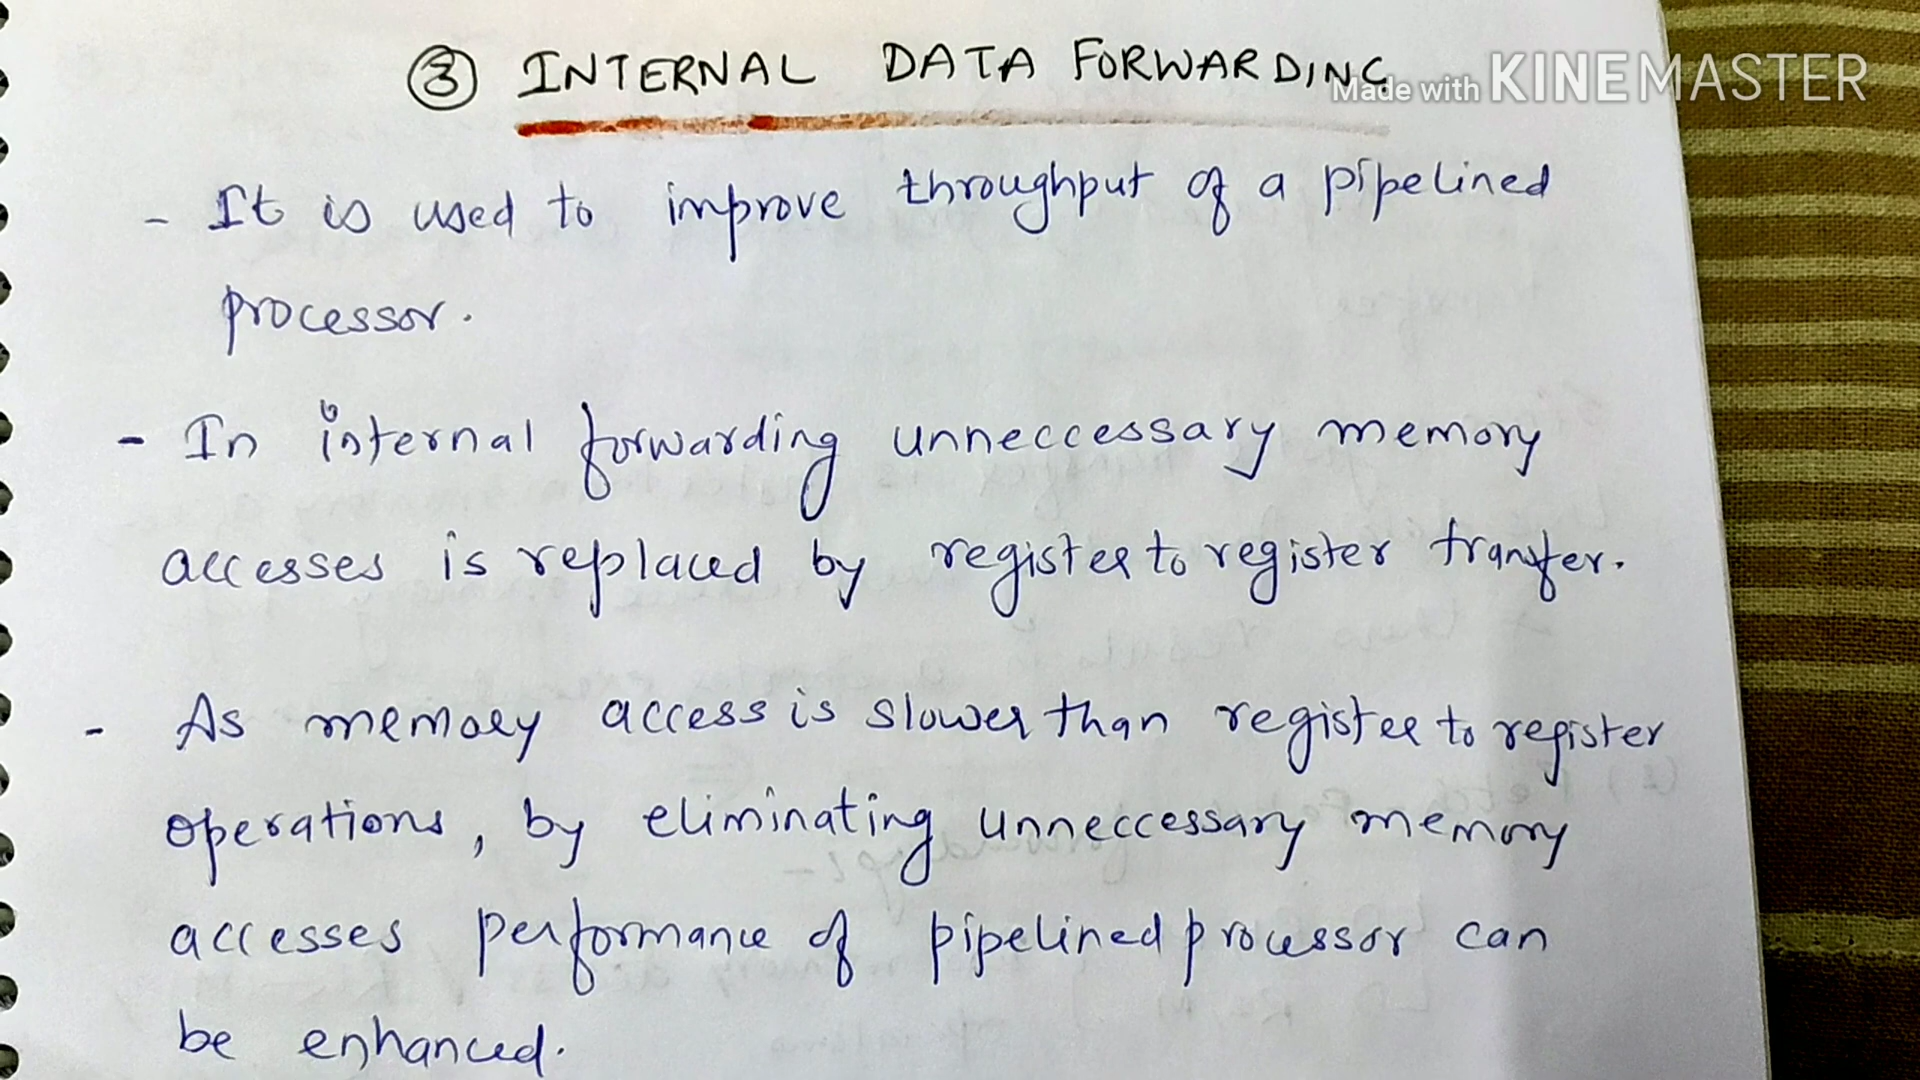 ③ INTERNAL DATA FORWARDING
Made with KINEMASTER
- It is used to improve throughput of a pipelined
processor.
- In internal forwarding unneccessary memory
accesses is replaced by register to register transfer.
- As memory access is slower than register to register
operations, by eliminating unneccessary memory
accesses performance of pipelined processor can
be enhanced.